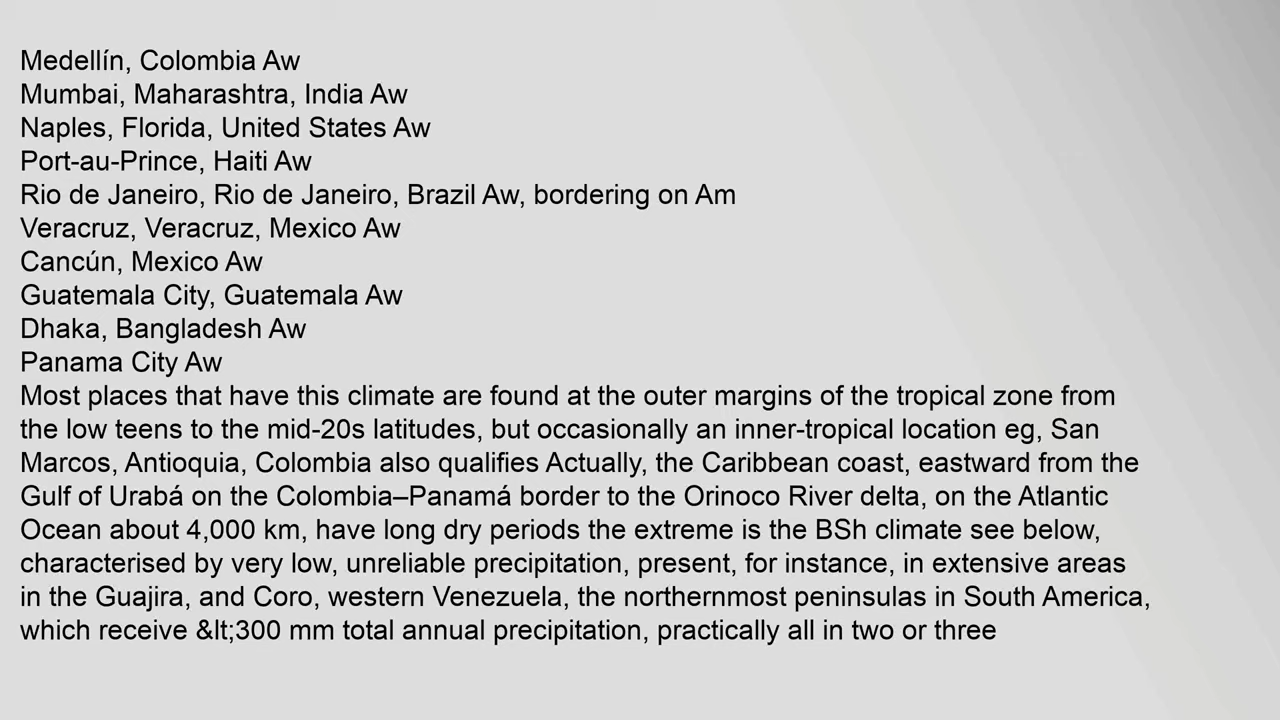 Medellín, Colombia Aw
Mumbai, Maharashtra, India Aw
Naples, Florida, United States Aw
Port-au-Prince, Haiti Aw
Rio de Janeiro, Rio de Janeiro, Brazil Aw, bordering on Am
Veracruz, Veracruz, Mexico Aw
Cancún, Mexico Aw
Guatemala City, Guatemala Aw
Dhaka, Bangladesh Aw
Panama City Aw
Most places that have this climate are found at the outer margins of the tropical zone from
the low teens to the mid-20s latitudes, but occasionally an inner-tropical location eg, San
Marcos, Antioquia, Colombia also qualifies Actually, the Caribbean coast, eastward from the
Gulf of Urabá on the Colombia–Panamá border to the Orinoco River delta, on the Atlantic
Ocean about 4,000 km, have long dry periods the extreme is the BSh climate see below,
characterised by very low, unreliable precipitation, present, for instance, in extensive areas
in the Guajira, and Coro, western Venezuela, the northernmost peninsulas in South America,
which receive &lt;300 mm total annual precipitation, practically all in two or three